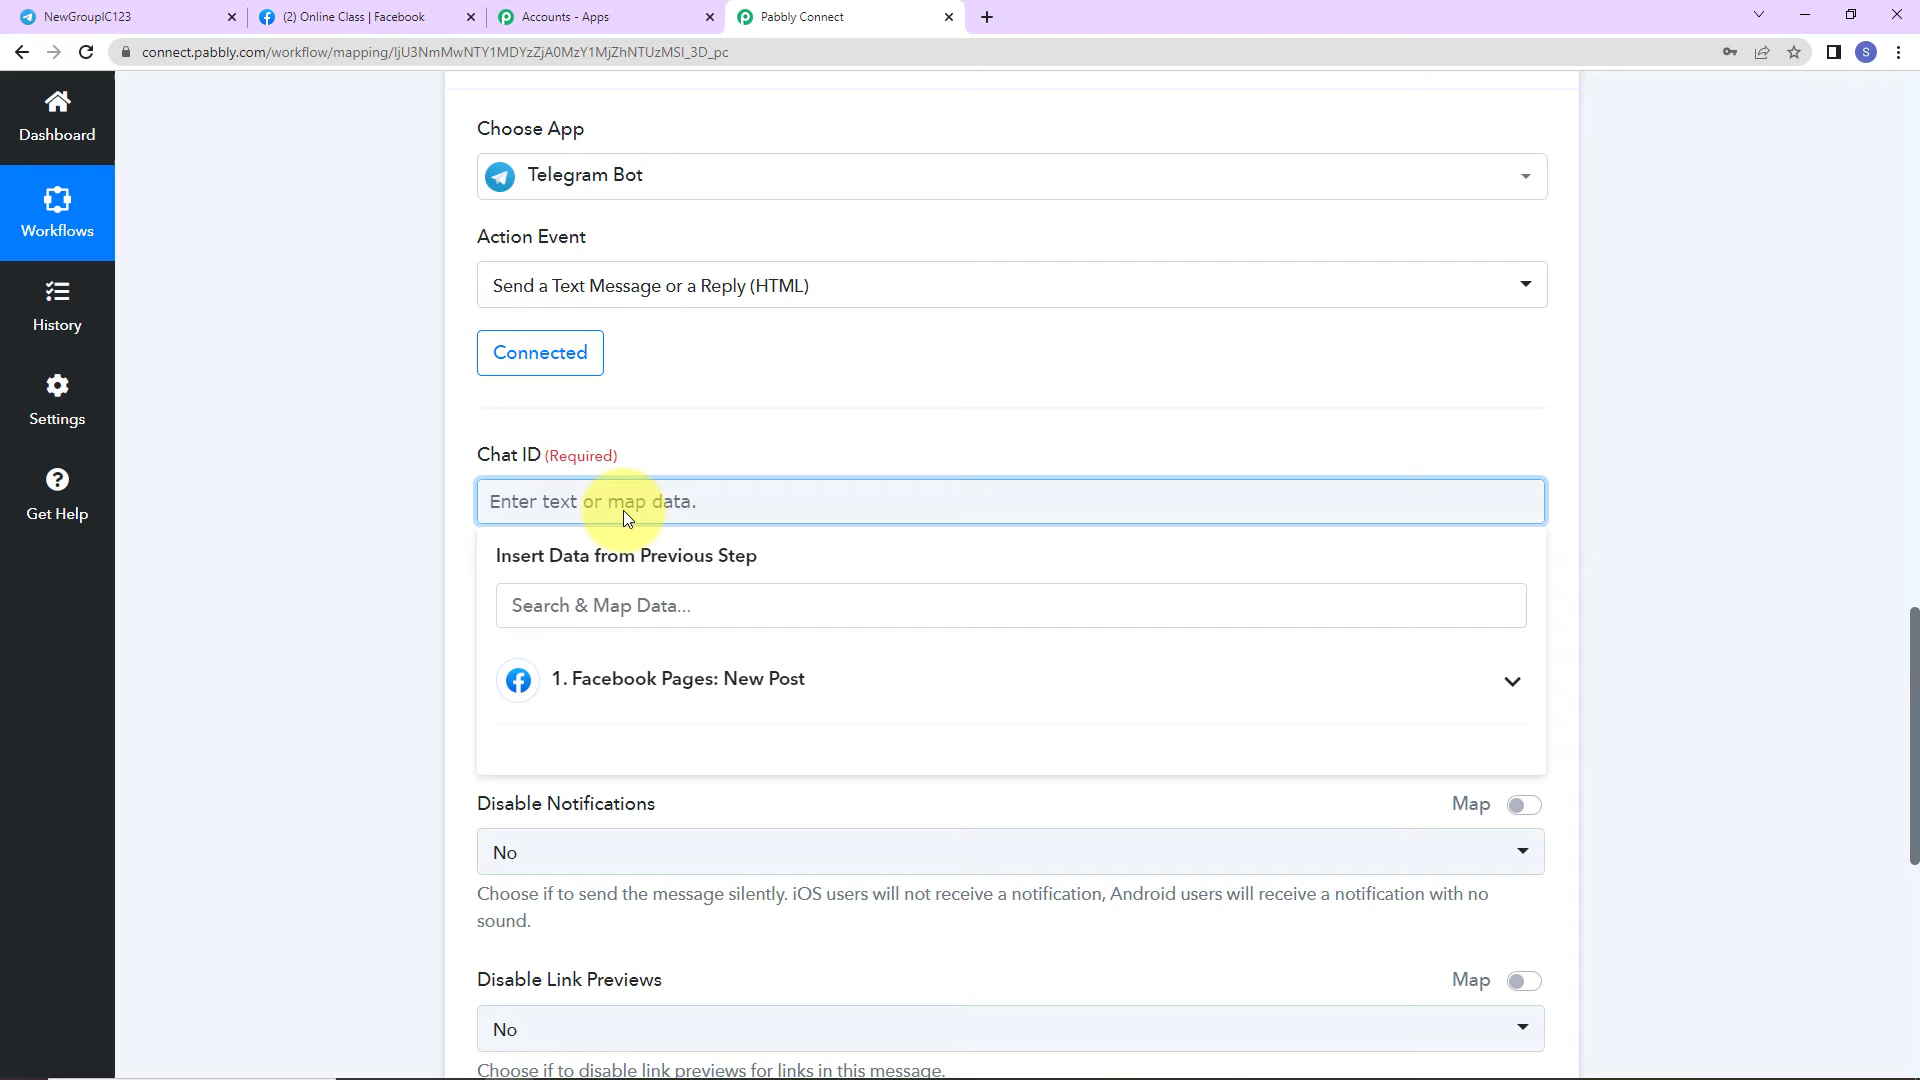 NewGroupIC123
(2) Online Class | Facebook
Accounts - Apps
Pabbly Connect
connect.pabbly.com/workflow/mapping/IjU3NmMwNTY1MDYzZjA0MzY1MjZhNTUzMSI_3D_pc
S
Dashboard
Workflows
History
Settings
Get Help
Choose App
Telegram Bot
Action Event
Send a Text Message or a Reply (HTML)
Connected
Chat ID (Required)
Enter text or map data.
Insert Data from Previous Step
Search & Map Data...
1. Facebook Pages: New Post
Disable Notifications
Map
No
Choose if to send the message silently. iOS users will not receive a notification, Android users will receive a notification with no
sound.
Disable Link Previews
Map
No
Choose if to disable link previews for links in this message.